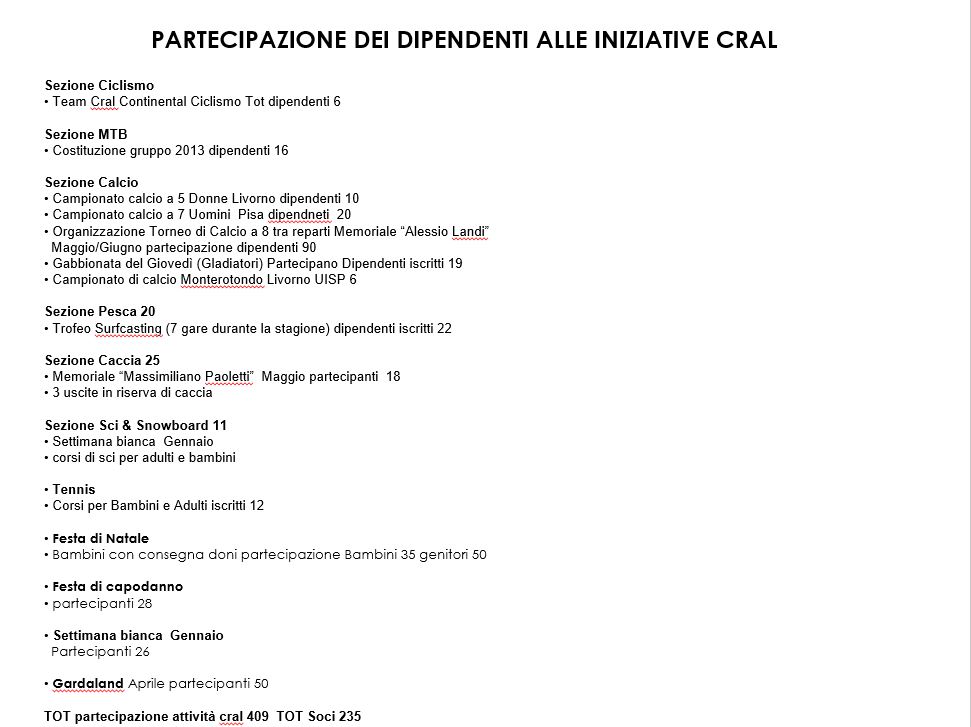 PARTECIPAZIONE DEI DIPENDENTI ALLE INIZIATIVE CRAL
Sezione Ciclismo
• Team Cral Continental Ciclismo Tot dipendenti 6
Sezione MTB
• Costituzione gruppo 2013 dipendenti 16
Sezione Calcio
• Campionato calcio a 5 Donne Livorno dipendenti 10
• Campionato calcio a 7 Uomini  Pisa dipendneti  20
• Organizzazione Torneo di Calcio a 8 tra reparti Memoriale “Alessio Landi”
Maggio/Giugno partecipazione dipendenti 90
• Gabbionata del Giovedì (Gladiatori) Partecipano Dipendenti iscritti 19
• Campionato di calcio Monterotondo Livorno UISP 6
Sezione Pesca 20
• Trofeo Surfcasting (7 gare durante la stagione) dipendenti iscritti 22
Sezione Caccia 25
• Memoriale “Massimiliano Paoletti”  Maggio partecipanti  18
• 3 uscite in riserva di caccia
Sezione Sci & Snowboard 11
• Settimana bianca  Gennaio
• corsi di sci per adulti e bambini
• Tennis
• Corsi per Bambini e Adulti iscritti 12
• Festa di Natale
• Bambini con consegna doni partecipazione Bambini 35 genitori 50
• Festa di capodanno
• partecipanti 28
• Settimana bianca  Gennaio
Partecipanti 26
• Gardaland Aprile partecipanti 50
TOT partecipazione attività cral 409  TOT Soci 235